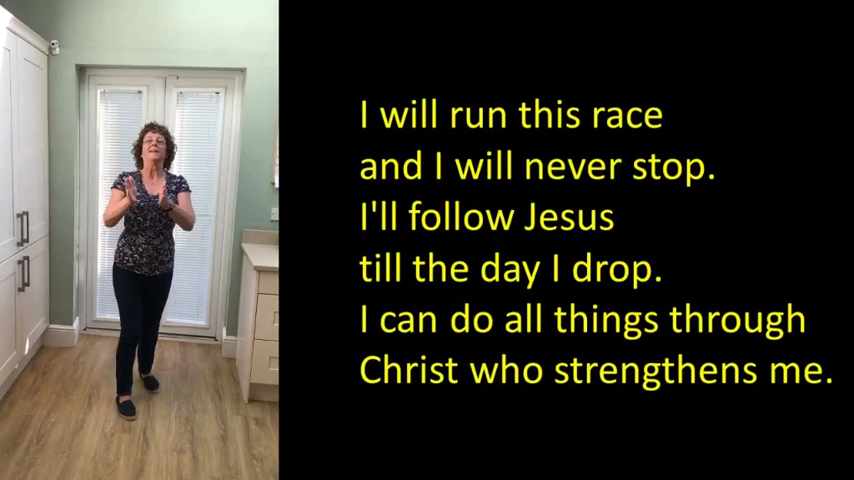 I will run this race
and I will never stop.
I'll follow Jesus
till the day I drop.
I can do all things through
Christ who strengthens me.